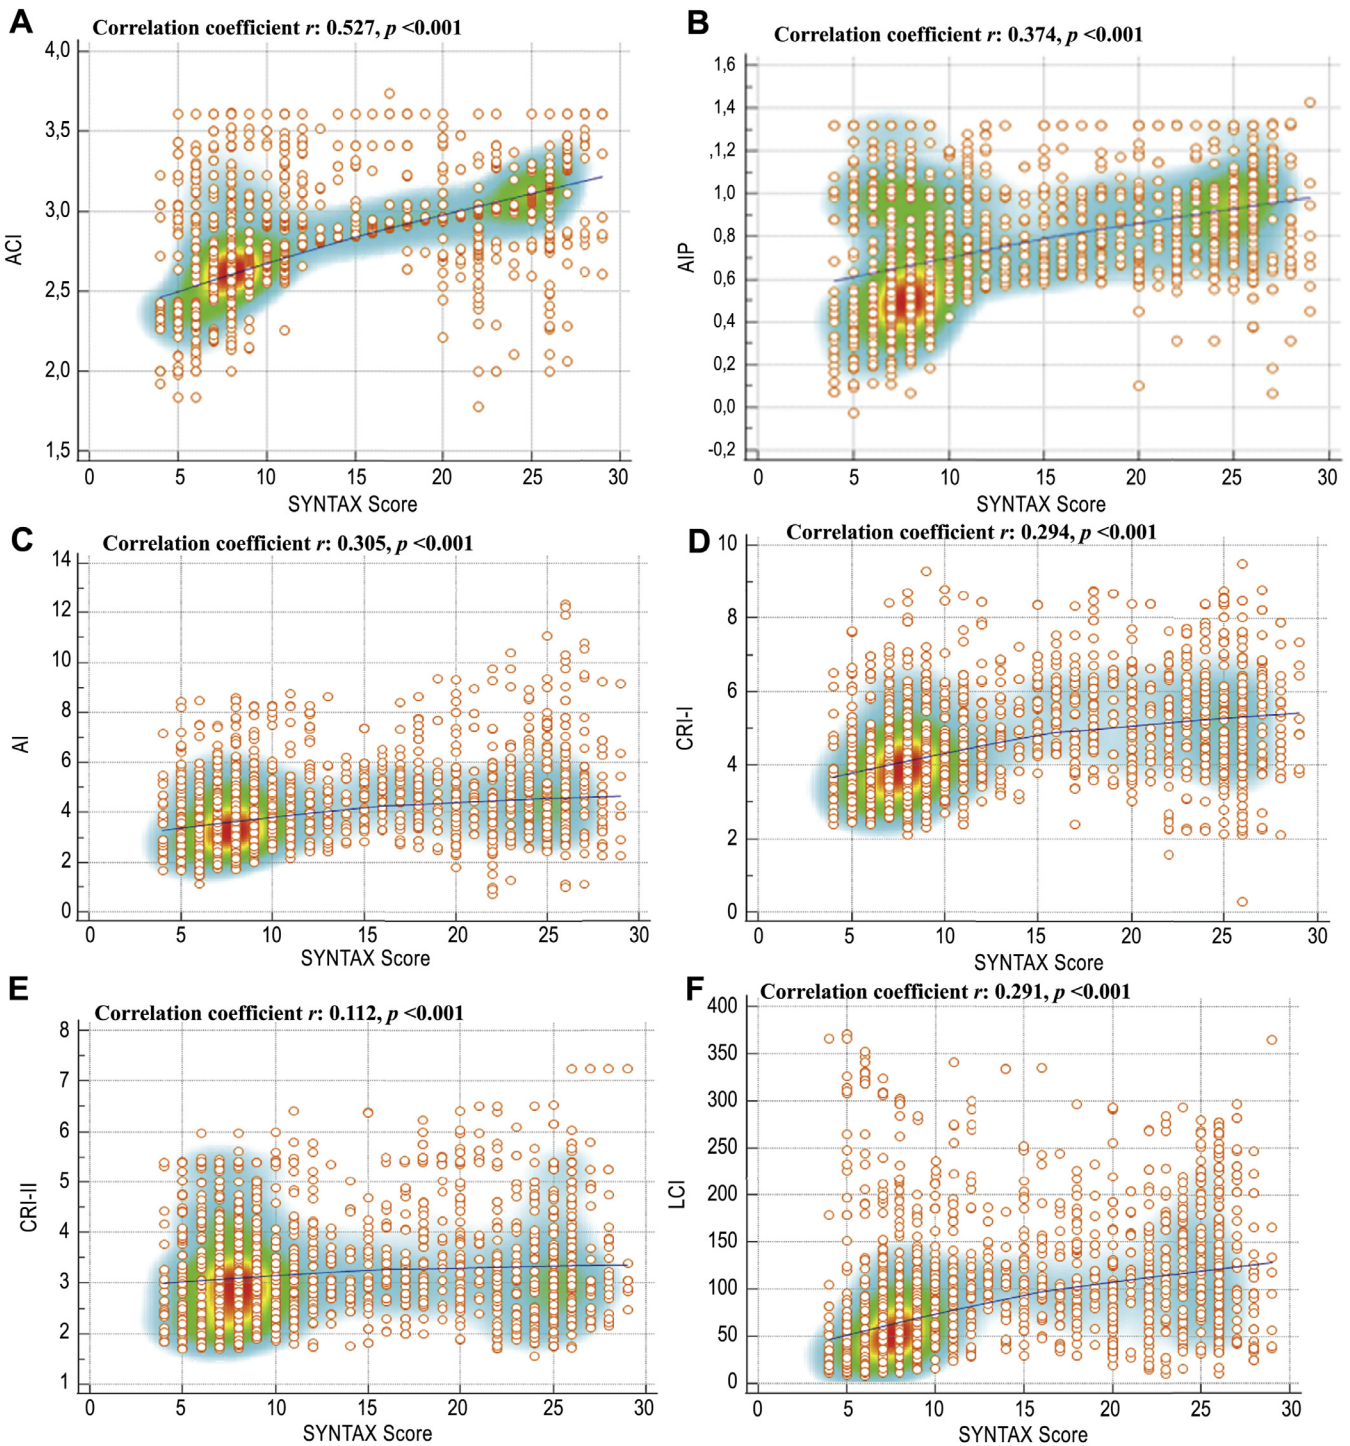 A
Correlation coefficient r: 0.527, p <0.001
4,0
3,5
3,0
2,5
2,0
1,5
ACI
0 5 10 15 20 25 30
SYNTAX Score
B
Correlation coefficient r: 0.374, p <0.001
1,6
1,4
,2
1,0
0,8
0,6
0,4
0,2
0,0
-0,2
AIP
0 5 10 15 20 25 30
SYNTAX Score
C
Correlation coefficient r: 0.305, p <0.001
14
12
10
8
6
4
2
0
AI
0 5 10 15 20 25 30
SYNTAX Score
D
Correlation coefficient r: 0.294, p <0.001
10
8
6
4
2
0
CRI-I
0 5 10 15 20 25 30
SYNTAX Score
E
Correlation coefficient r: 0.112, p <0.001
8
7
6
5
4
3
2
1
CRI-II
0 5 10 15 20 25 30
SYNTAX Score
F
Correlation coefficient r: 0.291, p <0.001
400
350
300
250
200
150
100
50
0
LCI
0 5 10 15 20 25 30
SYNTAX Score